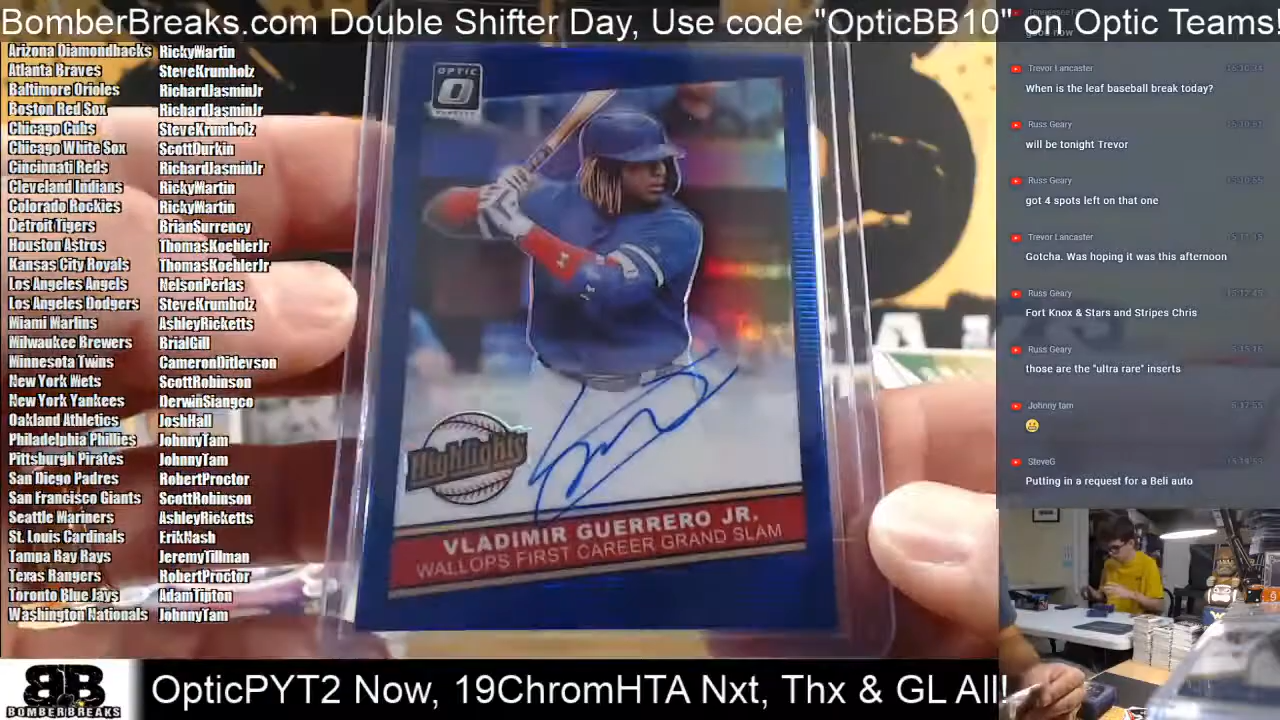 BomberBreaks.com Double Shifter Day, Use code "OpticBB10" on Optic Teams!
Arizona Diamondbacks RickyMartin
Atlanta Braves SteveKrumholz
Baltimore Orioles RichardJasminJr
Boston Red Sox RichardJasminJr
Chicago Cubs SteveKrumholz
Chicago White Sox ScottDurkin
Cincinnati Reds RichardJasminJr
Cleveland Indians RickyMartin
Colorado Rockies RickyMartin
Detroit Tigers BrianSurrency
Houston Astros ThomasKoehlerJr
Kansas City Royals ThomasKoehlerJr
Los Angeles Angels NelsonPerlas
Los Angeles Dodgers SteveKrumholz
Miami Marlins AshleyRicketts
Milwaukee Brewers BrialGill
Minnesota Twins CameronDitlevson
New York Mets ScottRobinson
New York Yankees DerwinSiangco
Oakland Athletics JoshHall
Philadelphia Phillies JohnnyTam
Pittsburgh Pirates JohnnyTam
San Diego Padres RobertProctor
San Francisco Giants ScottRobinson
Seattle Mariners AshleyRicketts
St. Louis Cardinals ErikNash
Tampa Bay Rays JeremyTillman
Texas Rangers RobertProctor
Toronto Blue Jays AdamTipton
Washington Nationals JohnnyTam
OPTIC
Highlights
VLADIMIR GUERRERO JR.
WALLOPS FIRST CAREER GRAND SLAM
good now
Trevor Lancaster
When is the leaf baseball break today?
Russ Geary
will be tonight Trevor
Russ Geary
got 4 spots left on that one
Trevor Lancaster
Gotcha. Was hoping it was this afternoon
Russ Geary
Fort Knox & Stars and Stripes Chris
Russ Geary
those are the "ultra rare" inserts
Johnny tam
SteveG
Putting in a request for a Beli auto
BB
BOMBERBREAKS
OpticPYT2 Now, 19ChromHTA Nxt, Thx & GL All!